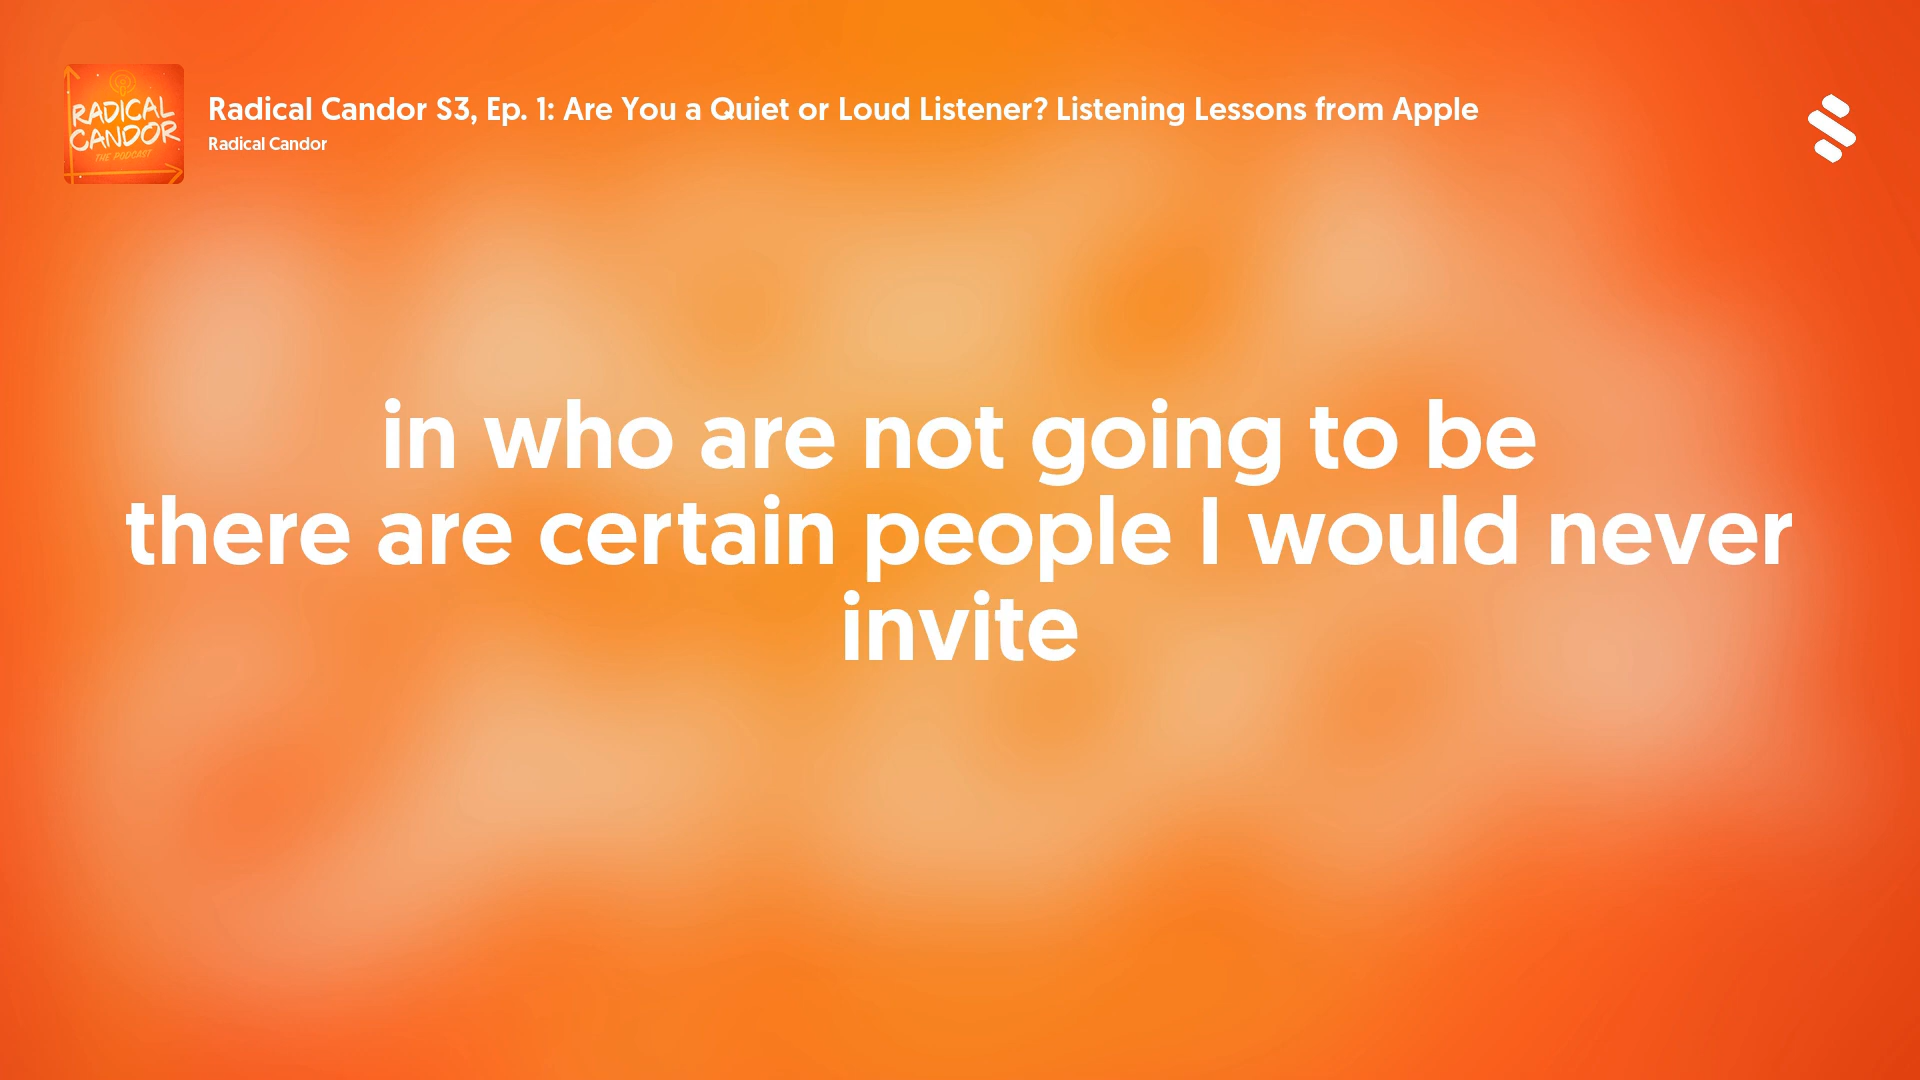 RADICAL
CANDOR
THE PODCAST
Radical Candor S3, Ep. 1: Are You a Quiet or Loud Listener? Listening Lessons from Apple
Radical Candor
in who are not going to be
there are certain people I would never
invite